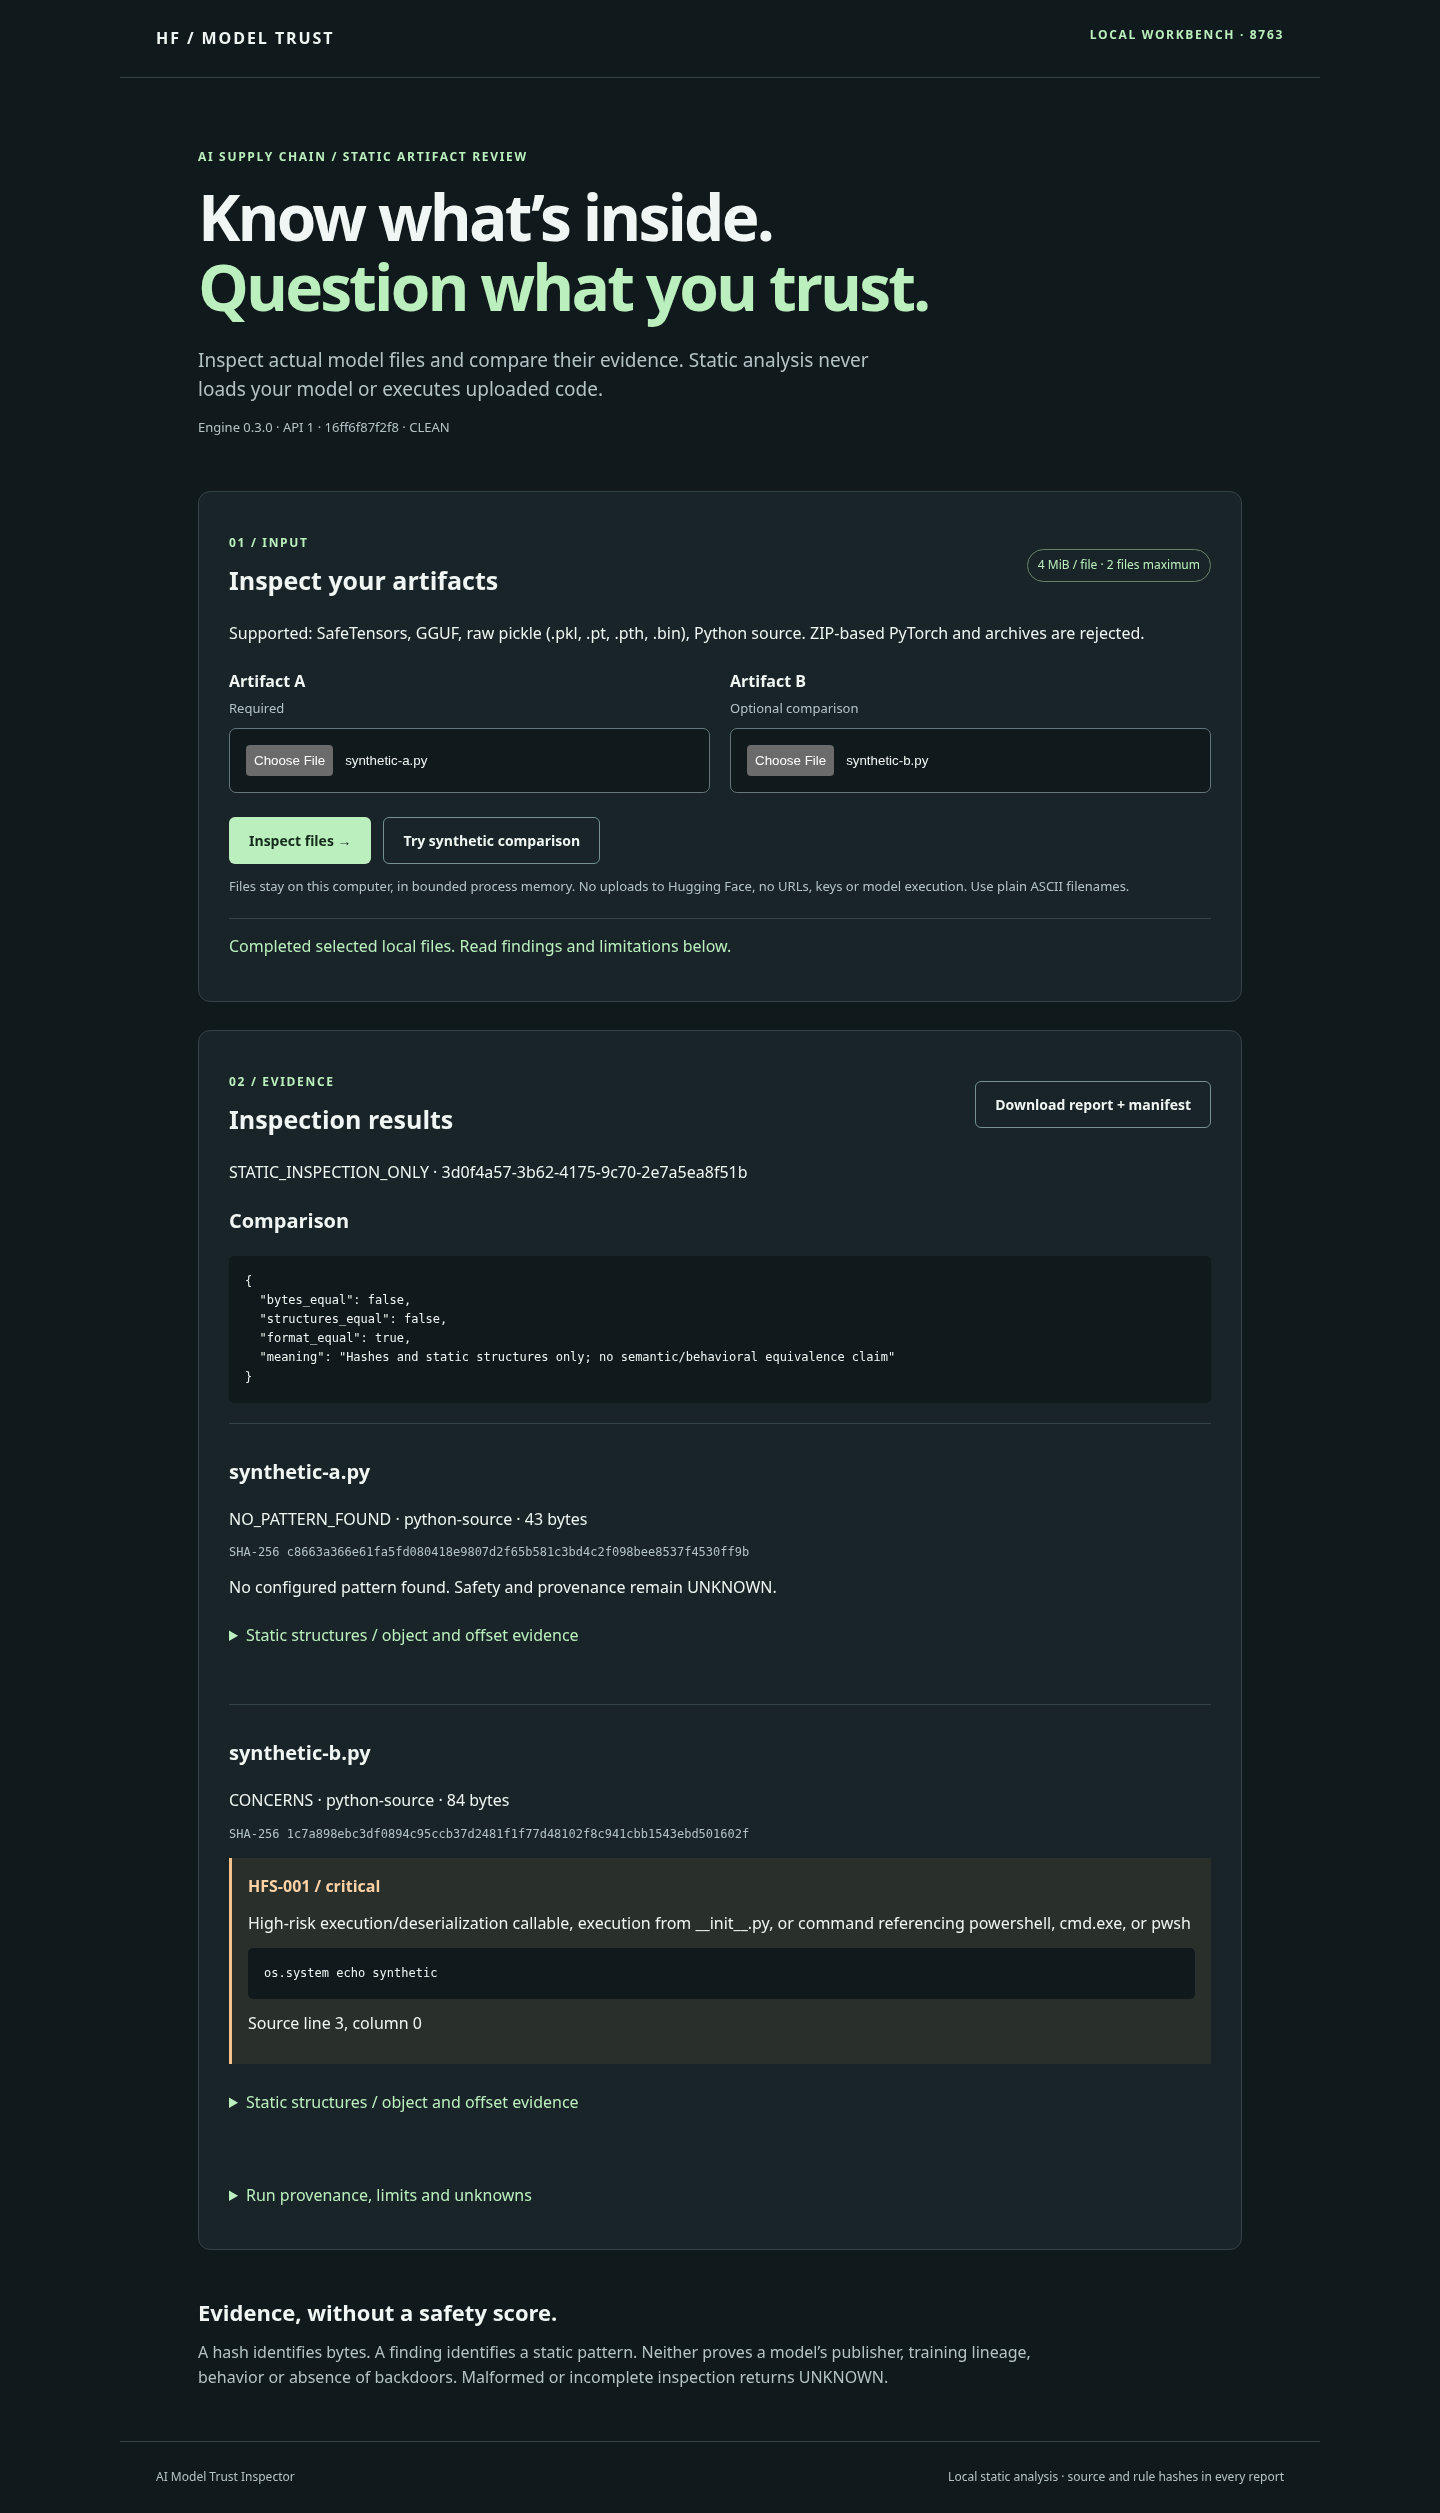 HF / MODEL TRUST
LOCAL WORKBENCH · 8763
AI SUPPLY CHAIN / STATIC ARTIFACT REVIEW
Know what’s inside.
Question what you trust.
Inspect actual model files and compare their evidence. Static analysis never
loads your model or executes uploaded code.
Engine 0.3.0 · API 1 · 16ff6f87f2f8 · CLEAN
01 / INPUT
Inspect your artifacts
4 MiB / file · 2 files maximum
Supported: SafeTensors, GGUF, raw pickle (.pkl, .pt, .pth, .bin), Python source. ZIP-based PyTorch and archives are rejected.
Artifact A
Required
Choose File synthetic-a.py
Artifact B
Optional comparison
Choose File synthetic-b.py
Inspect files →
Try synthetic comparison
Files stay on this computer, in bounded process memory. No uploads to Hugging Face, no URLs, keys or model execution. Use plain ASCII filenames.
Completed selected local files. Read findings and limitations below.
02 / EVIDENCE
Inspection results
Download report + manifest
STATIC_INSPECTION_ONLY · 3d0f4a57-3b62-4175-9c70-2e7a5ea8f51b
Comparison
{
  "bytes_equal": false,
  "structures_equal": false,
  "format_equal": true,
  "meaning": "Hashes and static structures only; no semantic/behavioral equivalence claim"
}
synthetic-a.py
NO_PATTERN_FOUND · python-source · 43 bytes
SHA-256 c8663a366e61fa5fd080418e9807d2f65b581c3bd4c2f098bee8537f4530ff9b
No configured pattern found. Safety and provenance remain UNKNOWN.
▶ Static structures / object and offset evidence
synthetic-b.py
CONCERNS · python-source · 84 bytes
SHA-256 1c7a898ebc3df0894c95ccb37d2481f1f77d48102f8c941cbb1543ebd501602f
HFS-001 / critical
High-risk execution/deserialization callable, execution from __init__.py, or command referencing powershell, cmd.exe, or pwsh
os.system echo synthetic
Source line 3, column 0
▶ Static structures / object and offset evidence
▶ Run provenance, limits and unknowns
Evidence, without a safety score.
A hash identifies bytes. A finding identifies a static pattern. Neither proves a model’s publisher, training lineage,
behavior or absence of backdoors. Malformed or incomplete inspection returns UNKNOWN.
AI Model Trust Inspector
Local static analysis · source and rule hashes in every report